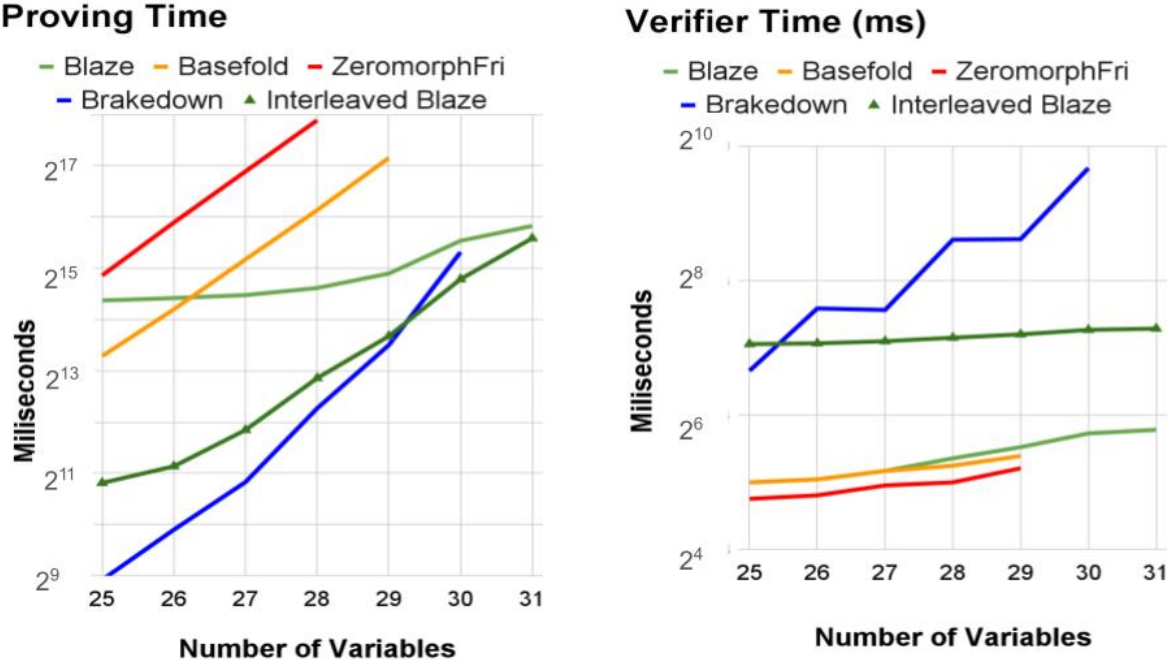 Proving Time
Blaze Basefold ZeromorphFri
Brakedown Interleaved Blaze
2^17
2^15
2^13
2^11
2^9
Miliseconds
25 26 27 28 29 30 31
Number of Variables
Verifier Time (ms)
Blaze Basefold ZeromorphFri
Brakedown Interleaved Blaze
2^10
2^8
2^6
2^4
Miliseconds
25 26 27 28 29 30 31
Number of Variables